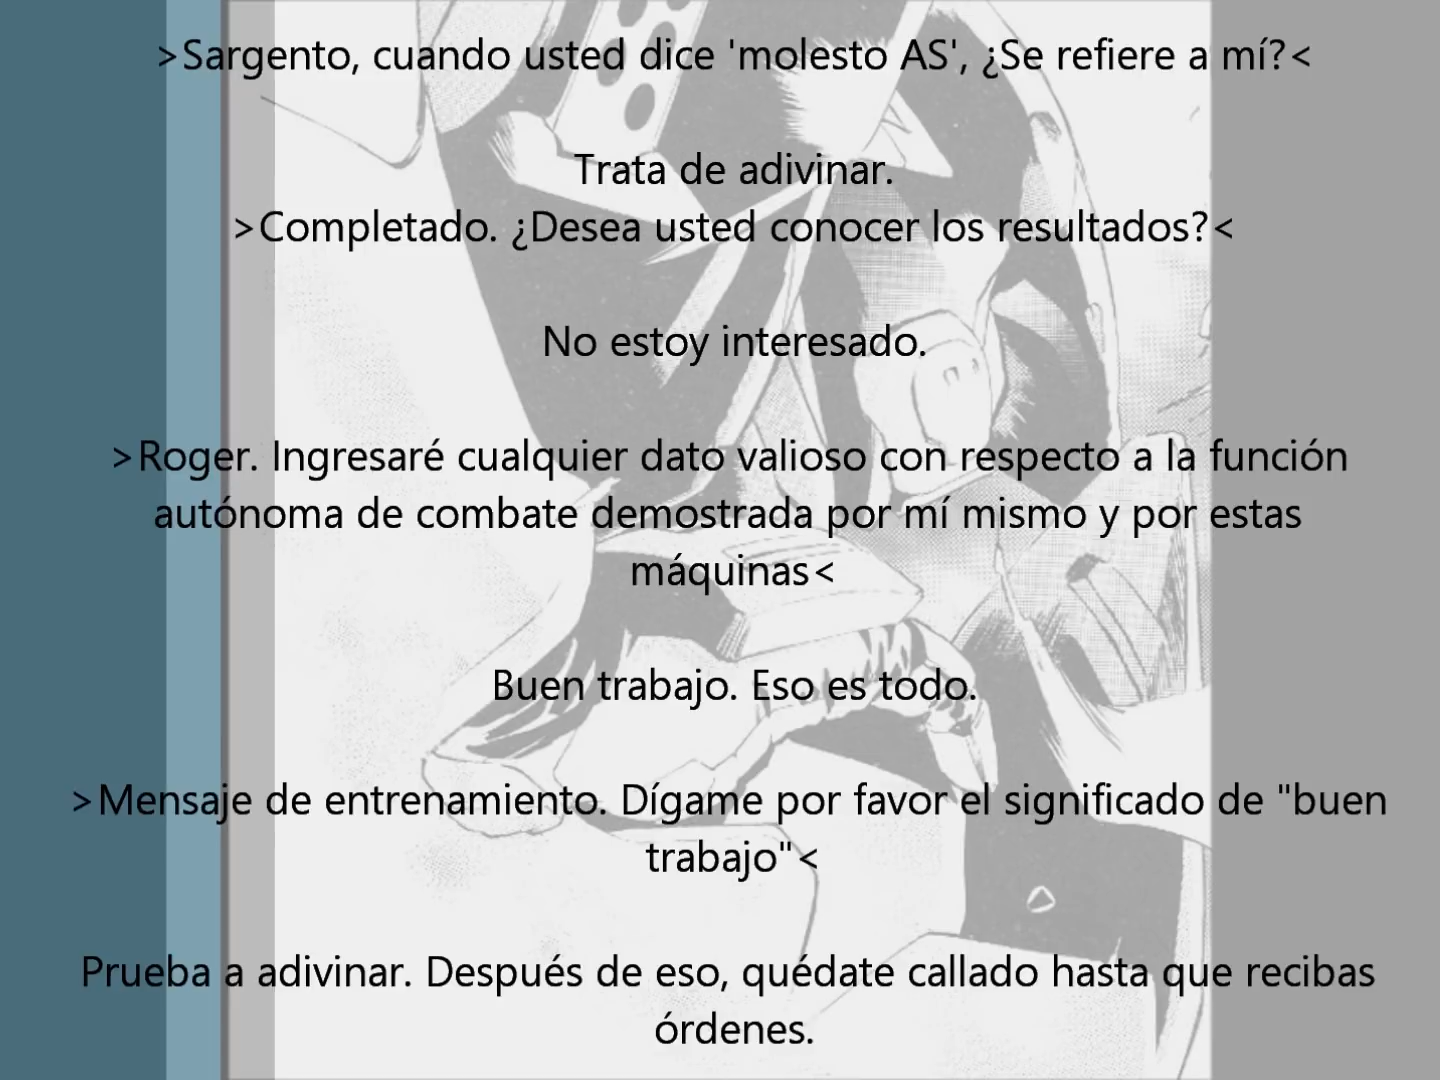 >Sargento, cuando usted dice 'molesto AS', ¿Se refiere a mí?<
Trata de adivinar.
>Completado. ¿Desea usted conocer los resultados?<
No estoy interesado.
>Roger. Ingresaré cualquier dato valioso con respecto a la función
autónoma de combate demostrada por mí mismo y por estas
máquinas<
Buen trabajo. Eso es todo.
>Mensaje de entrenamiento. Dígame por favor el significado de "buen
trabajo"<
Prueba a adivinar. Después de eso, quédate callado hasta que recibas
órdenes.